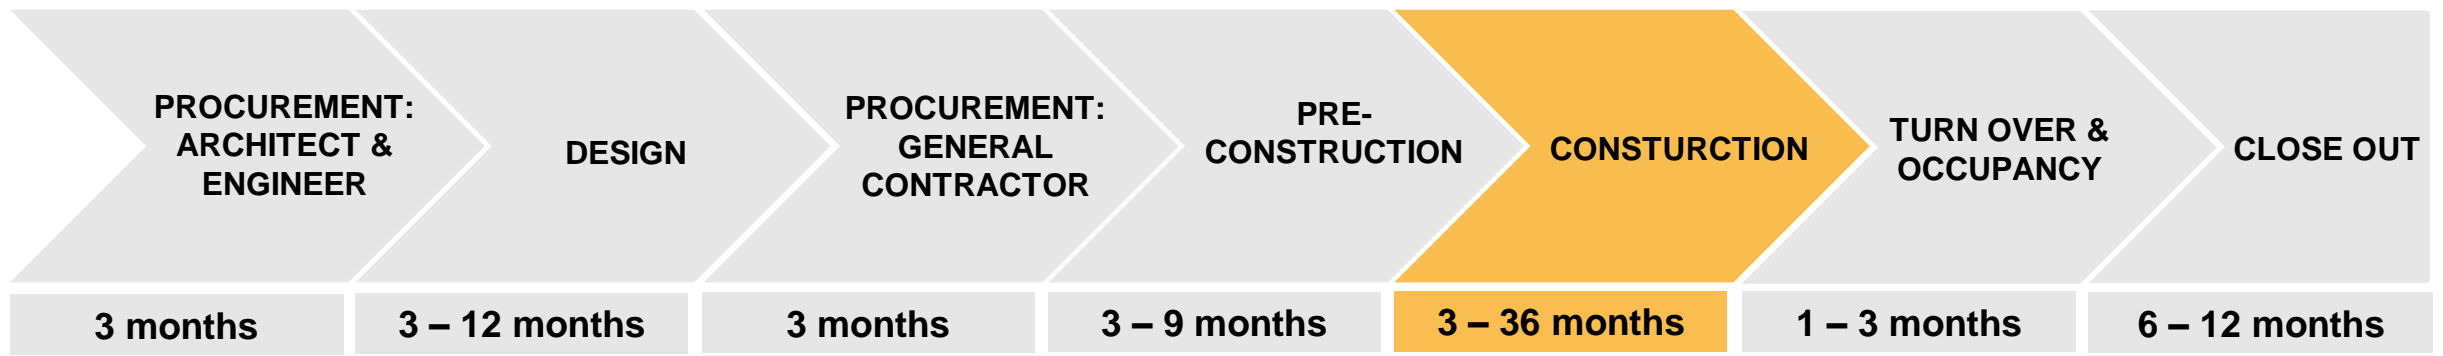 PROCUREMENT:
ARCHITECT &
ENGINEER
DESIGN
PROCUREMENT:
GENERAL
CONTRACTOR
PRE-
CONSTRUCTION
CONSTURCTION
TURN OVER &
OCCUPANCY
CLOSE OUT
3 months
3 – 12 months
3 months
3 – 9 months
3 – 36 months
1 – 3 months
6 – 12 months